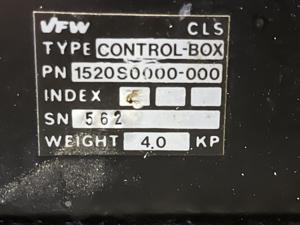 VFW CLS
TYPE CONTROL-BOX
PN 1520S0000-000
INDEX
SN 562
WEIGHT 4.0 KP